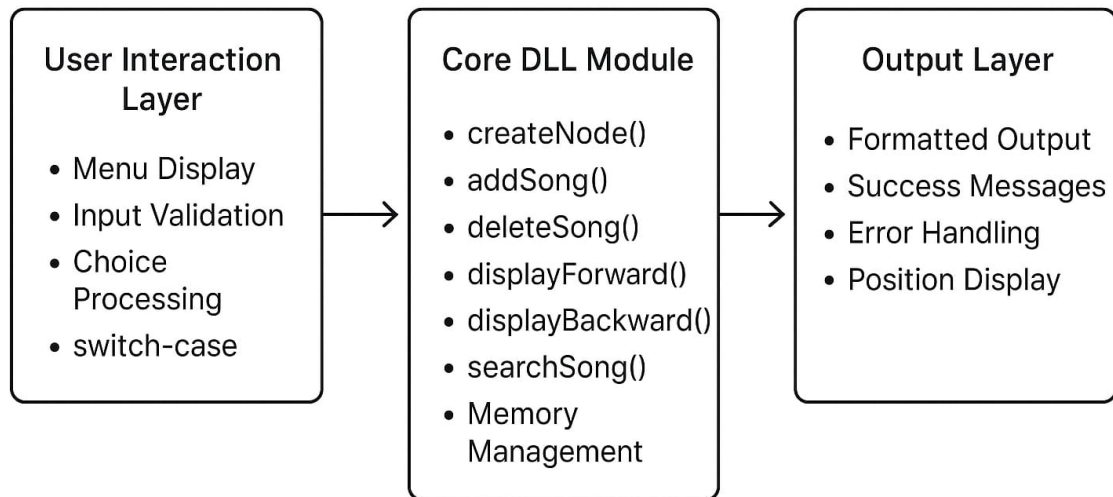 User Interaction
Layer
• Menu Display
• Input Validation
• Choice
Processing
• switch-case
Core DLL Module
• createNode()
• addSong()
• deleteSong()
• displayForward()
• displayBackward()
• searchSong()
• Memory
Management
Output Layer
• Formatted Output
• Success Messages
• Error Handling
• Position Display